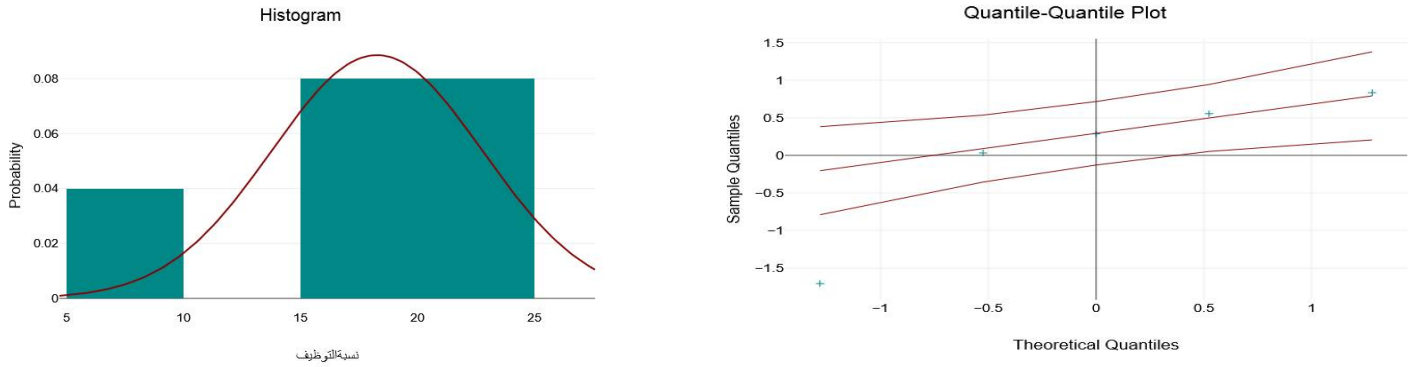 Histogram
Probability
0.08
0.06
0.04
0.02
0
5 10 15 20 25
نسبةالتوظيف
Quantile-Quantile Plot
Sample Quantiles
1.5
1
0.5
0
−0.5
−1
−1.5
−1 −0.5 0 0.5 1
Theoretical Quantiles